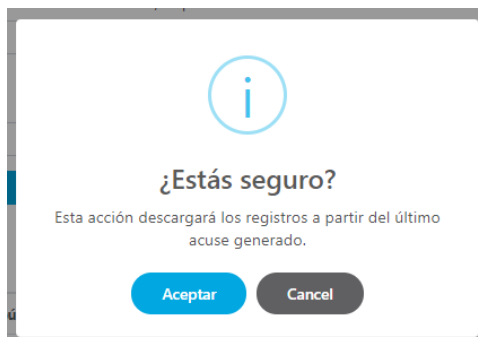 ¿Estás seguro?
Esta acción descargará los registros a partir del último
acuse generado.
Aceptar
Cancel